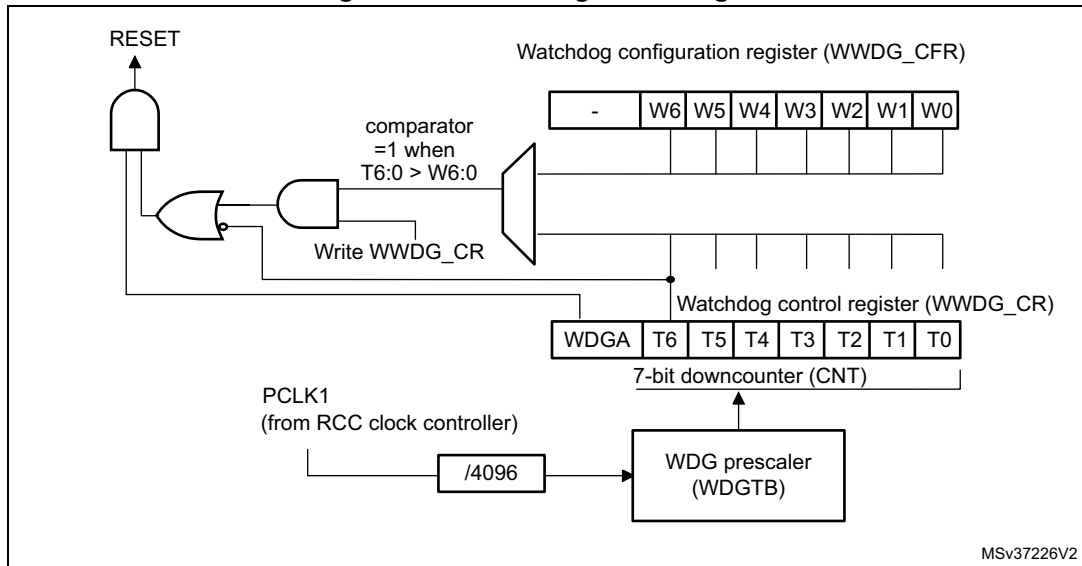 RESET
Watchdog configuration register (WWDG_CFR)
- W6 W5 W4 W3 W2 W1 W0
comparator
=1 when
T6:0 > W6:0
Write WWDG_CR
Watchdog control register (WWDG_CR)
WDGA T6 T5 T4 T3 T2 T1 T0
7-bit downcounter (CNT)
PCLK1
(from RCC clock controller)
/4096
WDG prescaler
(WDGTB)
MSv37226V2